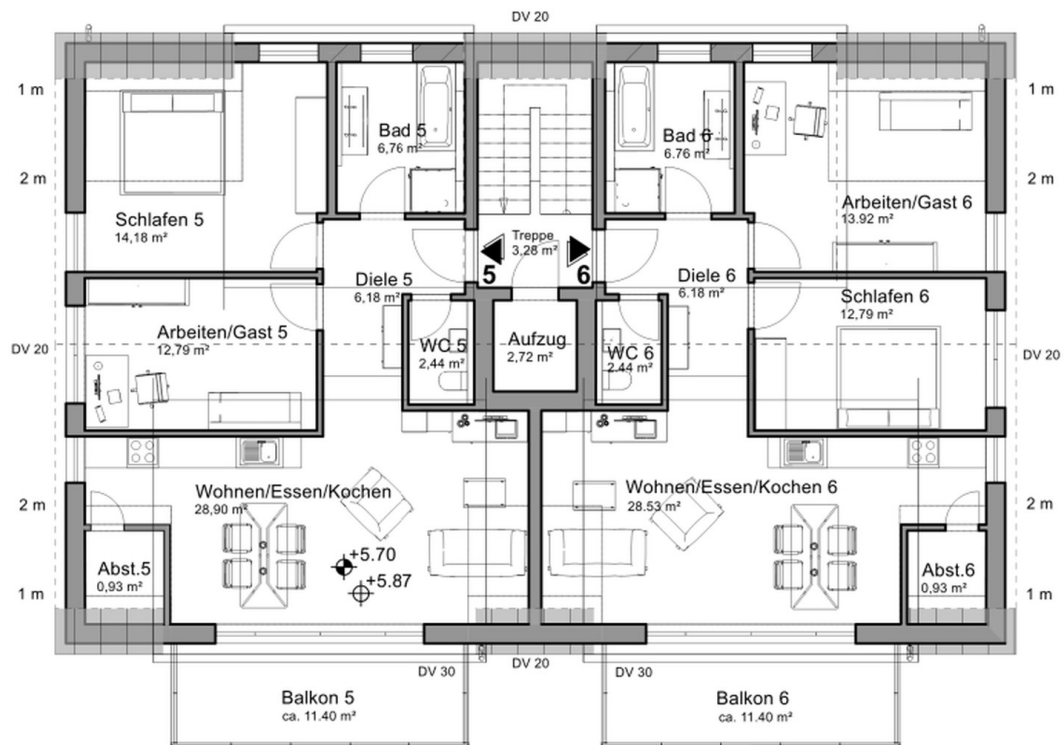 DV 20
1 m
1 m
Bad 5
6,76 m²
Bad 6
6.76 m²
2 m
2 m
Schlafen 5
14,18 m²
Arbeiten/Gast 6
13.92 m²
Treppe
3.28 m²
5
6
Diele 5
6,18 m²
Diele 6
6.18 m²
Schlafen 6
12,79 m²
Arbeiten/Gast 5
12,79 m²
WC 5
2,44 m²
Aufzug
2,72 m²
WC 6
2.44 m²
DV 20
DV 20
Wohnen/Essen/Kochen
28,90 m²
Wohnen/Essen/Kochen 6
28.53 m²
2 m
2 m
+5.70
+5.87
Abst.5
0,93 m²
Abst.6
0,93 m²
1 m
1 m
DV 30
DV 20
DV 30
Balkon 5
ca. 11.40 m²
Balkon 6
ca. 11.40 m²